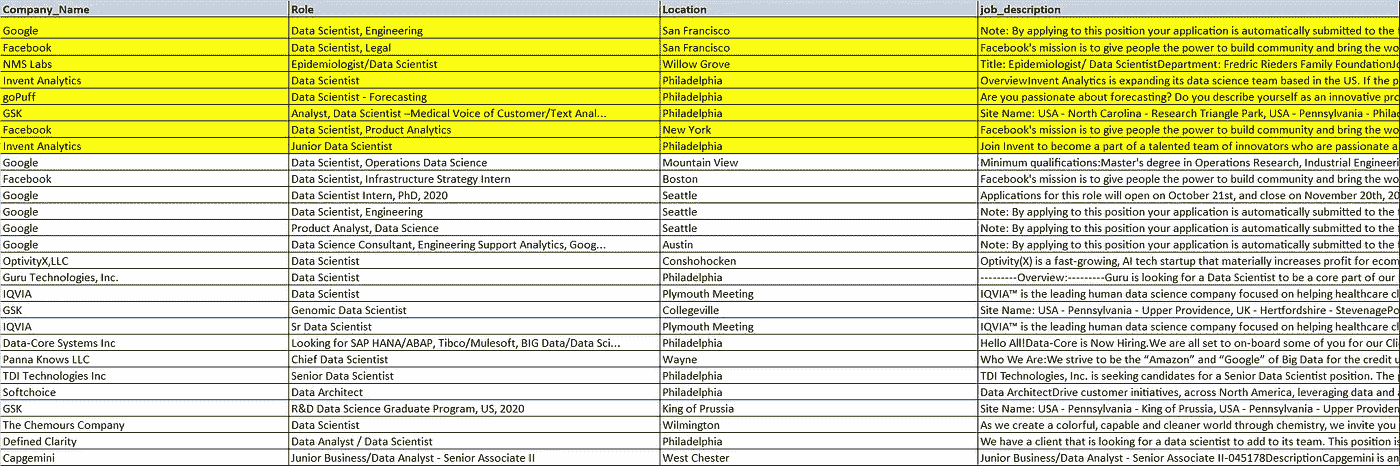 Company_Name Role Location job_description
Google Data Scientist, Engineering San Francisco Note: By applying to this position your application is automatically submitted to the
Facebook Data Scientist, Legal San Francisco Facebook's mission is to give people the power to build community and bring the wo
NMS Labs Epidemiologist/Data Scientist Willow Grove Title: Epidemiologist/ Data ScientistDepartment: Fredric Rieders Family Foundation
Invent Analytics Data Scientist Philadelphia OverviewInvent Analytics is expanding its data science team based in the US. If the p
goPuff Data Scientist - Forecasting Philadelphia Are you passionate about forecasting? Do you describe yourself as an innovative pro
GSK Analyst, Data Scientist –Medical Voice of Customer/Text Anal... Philadelphia Site Name: USA - North Carolina - Research Triangle Park, USA - Pennsylvania - Philad
Facebook Data Scientist, Product Analytics New York Facebook's mission is to give people the power to build community and bring the wo
Invent Analytics Junior Data Scientist Philadelphia Join Invent to become a part of a talented team of innovators who are passionate a
Google Data Scientist, Operations Data Science Mountain View Minimum qualifications:Master's degree in Operations Research, Industrial Engineeri
Facebook Data Scientist, Infrastructure Strategy Intern Boston Facebook's mission is to give people the power to build community and bring the wo
Google Data Scientist Intern, PhD, 2020 Seattle Applications for this role will open on October 21st, and close on November 20th, 20
Google Data Scientist, Engineering Seattle Note: By applying to this position your application is automatically submitted to the
Google Product Analyst, Data Science Seattle Note: By applying to this position your application is automatically submitted to the
Google Data Science Consultant, Engineering Support Analytics, Goog... Austin Note: By applying to this position your application is automatically submitted to the
OptivityX,LLC Data Scientist Conshohocken Optivity(X) is a fast-growing, AI tech startup that materially increases profit for ecom
Guru Technologies, Inc. Data Scientist Philadelphia ---------Overview:---------Guru is looking for a Data Scientist to be a core part of our
IQVIA Data Scientist Plymouth Meeting IQVIA™ is the leading human data science company focused on helping healthcare cl
GSK Genomic Data Scientist Collegeville Site Name: USA - Pennsylvania - Upper Providence, UK - Hertfordshire - StevenagePo
IQVIA Sr Data Scientist Plymouth Meeting IQVIA™ is the leading human data science company focused on helping healthcare cl
Data-Core Systems Inc Looking for SAP HANA/ABAP, Tibco/Mulesoft, BIG Data/Data Sci... Philadelphia Hello All!Data-Core is Now Hiring.We are all set to on-board some of you for our Cli
Panna Knows LLC Chief Data Scientist Wayne Who We Are:We strive to be the “Amazon” and “Google” of Big Data for the credit u
TDI Technologies Inc Senior Data Scientist Philadelphia TDI Technologies, Inc. is seeking candidates for a Senior Data Scientist position. The
Softchoice Data Architect Philadelphia Data ArchitectDrive customer initiatives, across North America, leveraging data and
GSK R&D Data Science Graduate Program, US, 2020 King of Prussia Site Name: USA - Pennsylvania - King of Prussia, USA - Pennsylvania - Upper Providen
The Chemours Company Data Scientist Wilmington As we create a colorful, capable and cleaner world through chemistry, we invite you
Defined Clarity Data Analyst / Data Scientist Philadelphia We have a client that is looking for a data scientist to add to its team. This position is
Capgemini Junior Business/Data Analyst - Senior Associate II West Chester Junior Business/Data Analyst - Senior Associate II-045178DescriptionCapgemini is an